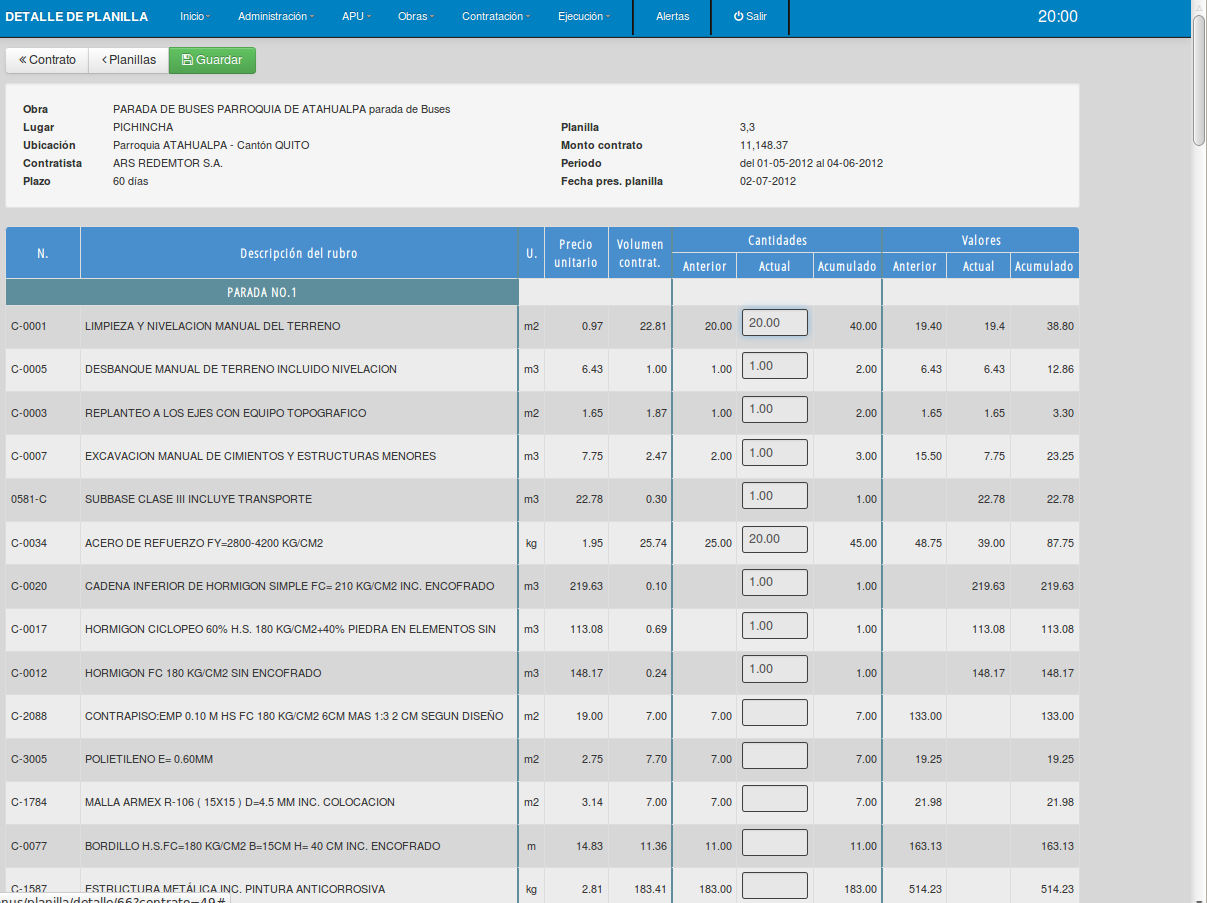 DETALLE DE PLANILLA Inicio Administración APU Obras Contratación Ejecución Alertas Salir 20:00
« Contrato ‹ Planillas Guardar
Obra PARADA DE BUSES PARROQUIA DE ATAHUALPA parada de Buses
Lugar PICHINCHA Planilla 3,3
Ubicación Parroquia ATAHUALPA - Cantón QUITO Monto contrato 11,148.37
Contratista ARS REDEMTOR S.A. Periodo del 01-05-2012 al 04-06-2012
Plazo 60 días Fecha pres. planilla 02-07-2012
N. Descripción del rubro U. Precio unitario Volumen contrat. Cantidades Valores
Anterior Actual Acumulado Anterior Actual Acumulado
PARADA NO.1
C-0001 LIMPIEZA Y NIVELACION MANUAL DEL TERRENO m2 0.97 22.81 20.00 20.00 40.00 19.40 19.4 38.80
C-0005 DESBANQUE MANUAL DE TERRENO INCLUIDO NIVELACION m3 6.43 1.00 1.00 1.00 2.00 6.43 6.43 12.86
C-0003 REPLANTEO A LOS EJES CON EQUIPO TOPOGRAFICO m2 1.65 1.87 1.00 1.00 2.00 1.65 1.65 3.30
C-0007 EXCAVACION MANUAL DE CIMIENTOS Y ESTRUCTURAS MENORES m3 7.75 2.47 2.00 1.00 3.00 15.50 7.75 23.25
0581-C SUBBASE CLASE III INCLUYE TRANSPORTE m3 22.78 0.30 1.00 1.00 22.78 22.78
C-0034 ACERO DE REFUERZO FY=2800-4200 KG/CM2 kg 1.95 25.74 25.00 20.00 45.00 48.75 39.00 87.75
C-0020 CADENA INFERIOR DE HORMIGON SIMPLE FC= 210 KG/CM2 INC. ENCOFRADO m3 219.63 0.10 1.00 1.00 219.63 219.63
C-0017 HORMIGON CICLOPEO 60% H.S. 180 KG/CM2+40% PIEDRA EN ELEMENTOS SIN m3 113.08 0.69 1.00 1.00 113.08 113.08
C-0012 HORMIGON FC 180 KG/CM2 SIN ENCOFRADO m3 148.17 0.24 1.00 1.00 148.17 148.17
C-2088 CONTRAPISO:EMP 0.10 M HS FC 180 KG/CM2 6CM MAS 1:3 2 CM SEGUN DISEÑO m2 19.00 7.00 7.00 7.00 133.00 133.00
C-3005 POLIETILENO E= 0.60MM m2 2.75 7.70 7.00 7.00 19.25 19.25
C-1784 MALLA ARMEX R-106 ( 15X15 ) D=4.5 MM INC. COLOCACION m2 3.14 7.00 7.00 7.00 21.98 21.98
C-0077 BORDILLO H.S.FC=180 KG/CM2 B=15CM H= 40 CM INC. ENCOFRADO m 14.83 11.36 11.00 11.00 163.13 163.13
C-1587 ESTRUCTURA METÁLICA INC. PINTURA ANTICORROSIVA kg 2.81 183.41 183.00 183.00 514.23 514.23
/planilla/detalle/66?contrato=49#